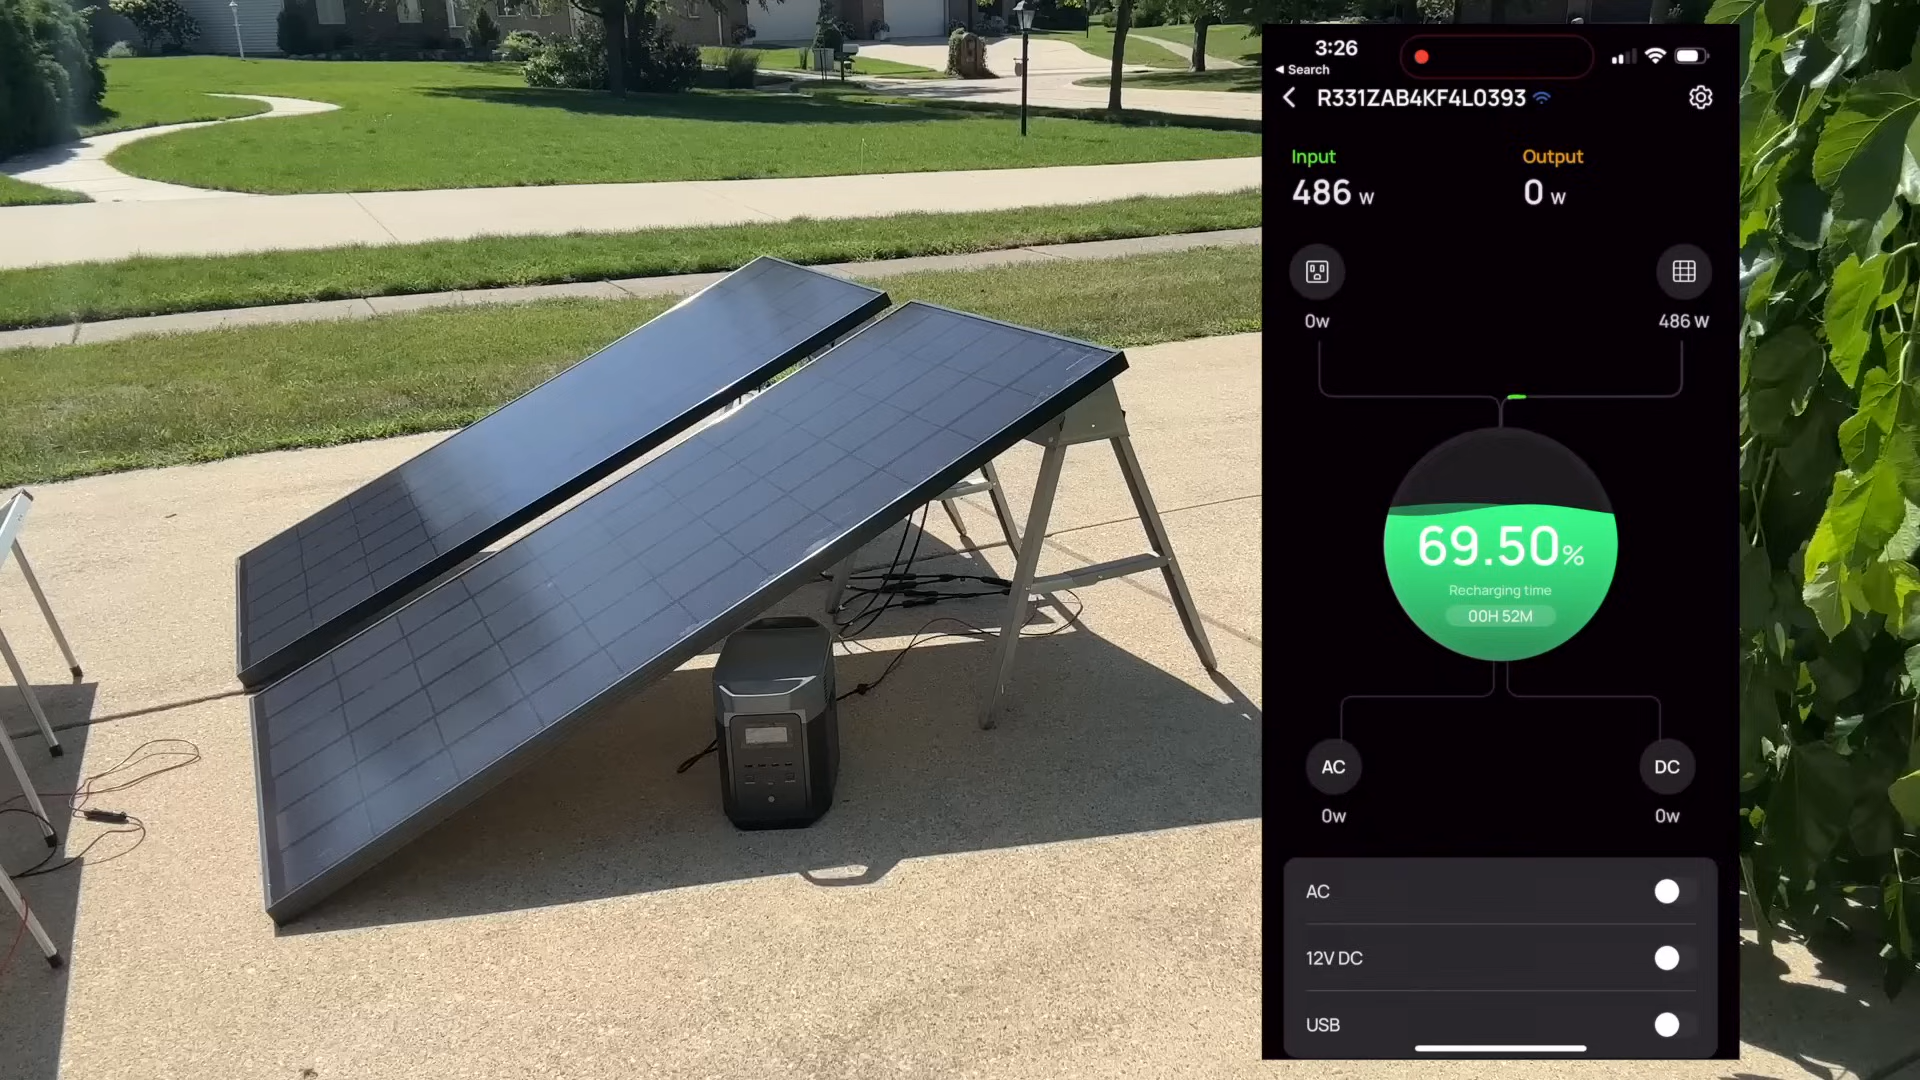 3:26
◀ Search
R331ZAB4KF4L0393
Input
Output
486 w
0 w
0w
486 W
69.50%
Recharging time
00H 52M
AC
DC
0w
0w
AC
12V DC
USB